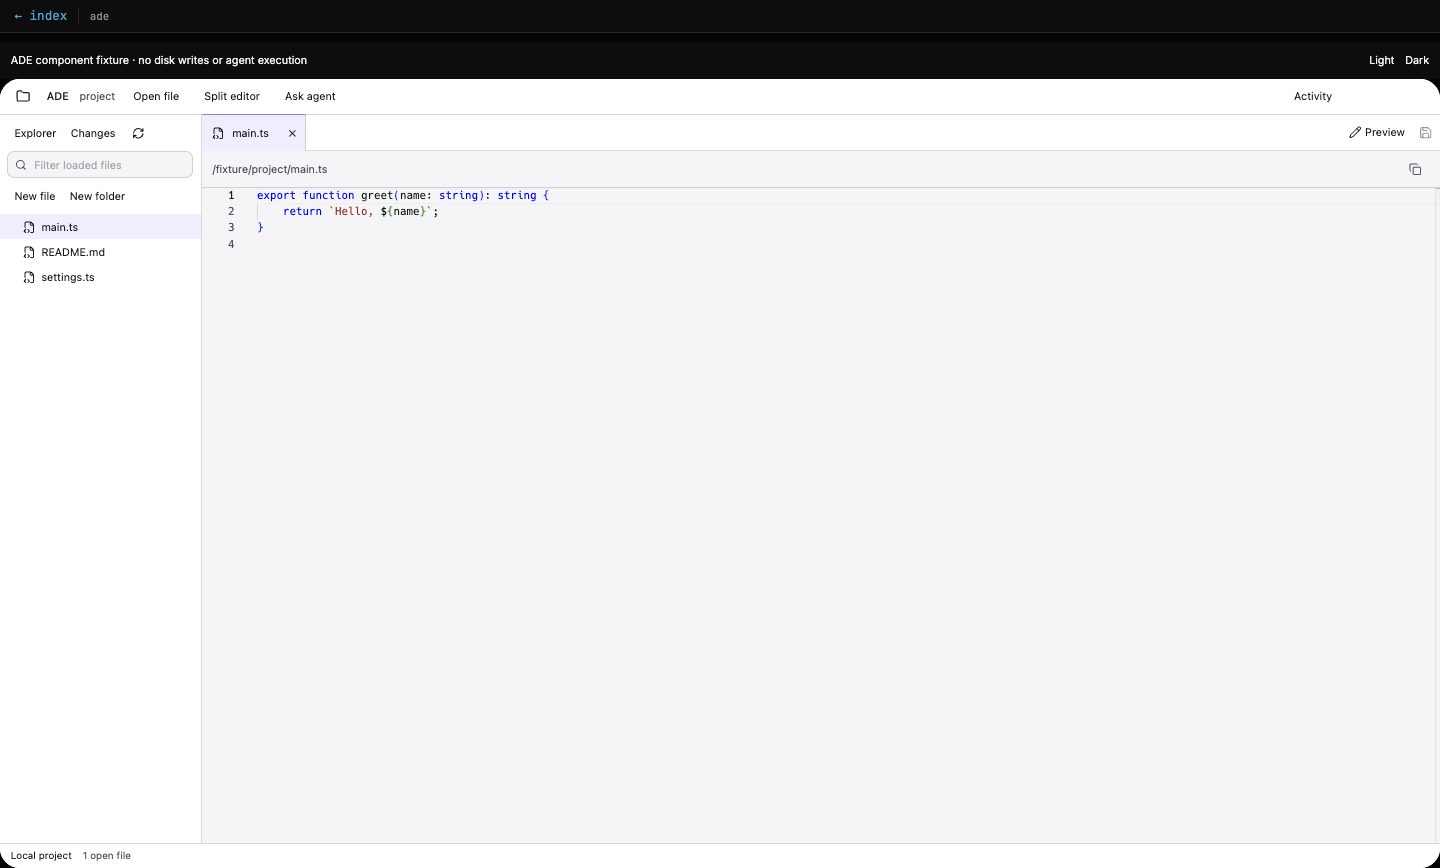 ← index ade
ADE component fixture · no disk writes or agent execution Light Dark
ADE project Open file Split editor Ask agent Activity
Explorer Changes
main.ts
Preview
Filter loaded files
/fixture/project/main.ts
New file New folder
main.ts
README.md
settings.ts
1 export function greet(name: string): string {
2     return `Hello, ${name}`;
3 }
4
Local project 1 open file